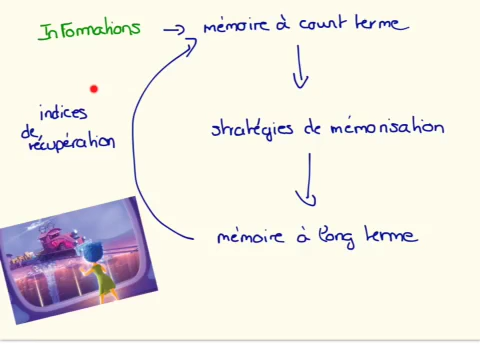 Informations → mémoire à court terme
indices
de
récupération
stratégies de mémorisation
mémoire à long terme